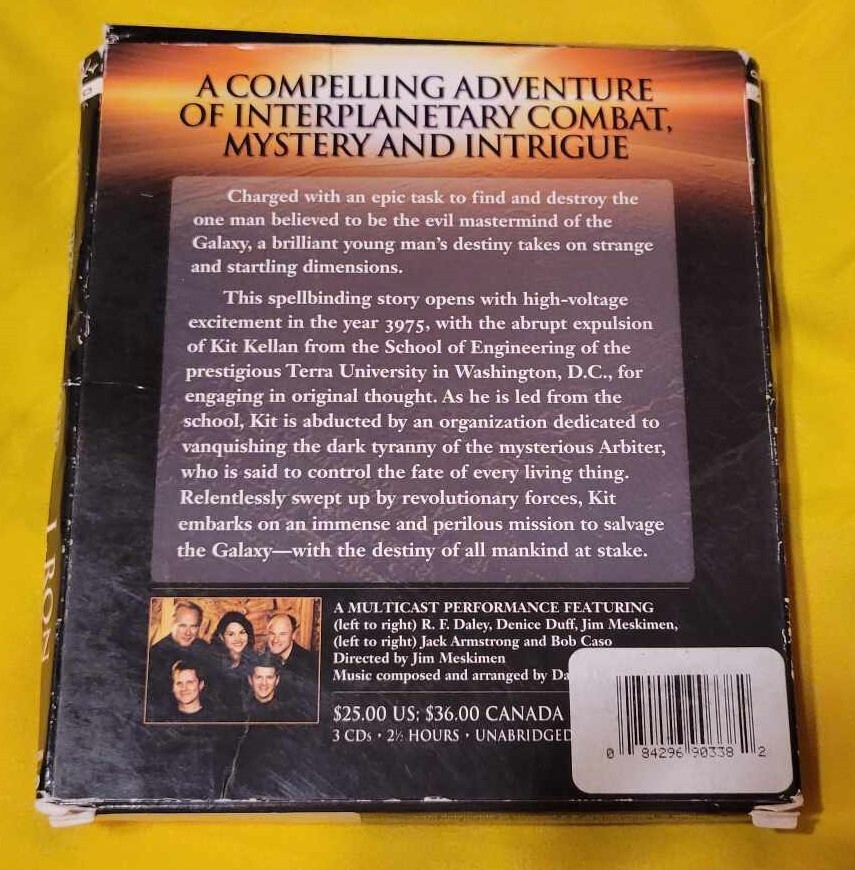 A COMPELLING ADVENTURE
OF INTERPLANETARY COMBAT,
MYSTERY AND INTRIGUE
Charged with an epic task to find and destroy the
one man believed to be the evil mastermind of the
Galaxy, a brilliant young man's destiny takes on strange
and startling dimensions.
This spellbinding story opens with high-voltage
excitement in the year 3975, with the abrupt expulsion
of Kit Kellan from the School of Engineering of the
prestigious Terra University in Washington, D.C., for
engaging in original thought. As he is led from the
school, Kit is abducted by an organization dedicated to
vanquishing the dark tyranny of the mysterious Arbiter,
who is said to control the fate of every living thing.
Relentlessly swept up by revolutionary forces, Kit
embarks on an immense and perilous mission to salvage
the Galaxy—with the destiny of all mankind at stake.
A MULTICAST PERFORMANCE FEATURING
(left to right) R. F. Daley, Denice Duff, Jim Meskimen,
(left to right) Jack Armstrong and Bob Caso
Directed by Jim Meskimen
Music composed and arranged by Da
$25.00 US; $36.00 CANADA
3 CDs • 2½ HOURS • UNABRIDGED
0 84296 90338 2
L RON